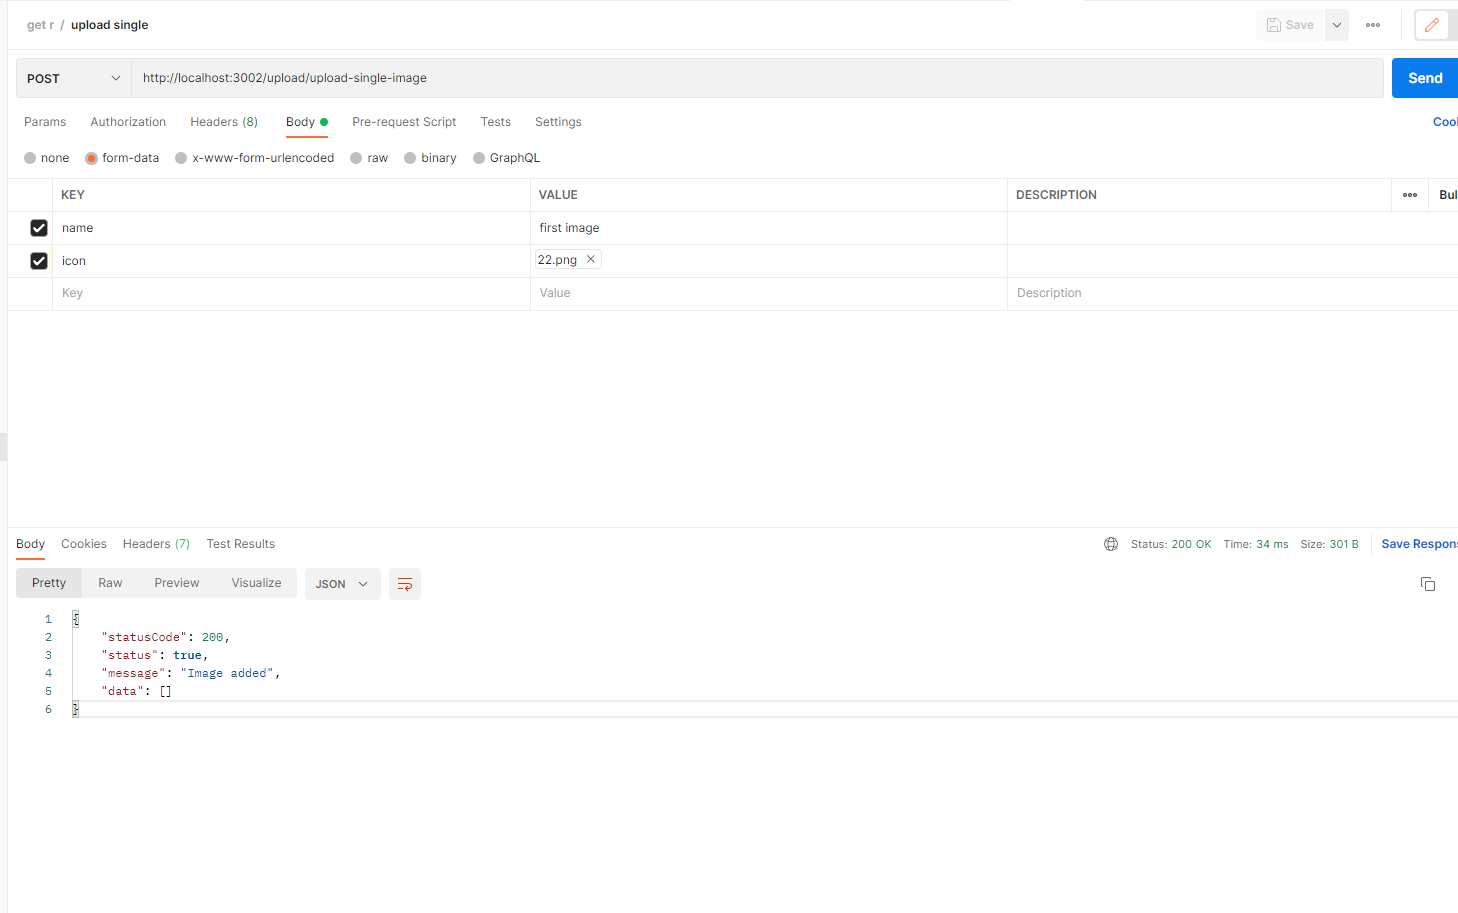 get r / upload single
Save
POST
http://localhost:3002/upload/upload-single-image
Send
Params Authorization Headers (8) Body Pre-request Script Tests Settings
none form-data x-www-form-urlencoded raw binary GraphQL
KEY VALUE DESCRIPTION
name first image
icon 22.png
Key Value Description
Body Cookies Headers (7) Test Results Status: 200 OK Time: 34 ms Size: 301 B Save Respons
Pretty Raw Preview Visualize JSON
1 {
2 "statusCode": 200,
3 "status": true,
4 "message": "Image added",
5 "data": []
6 }